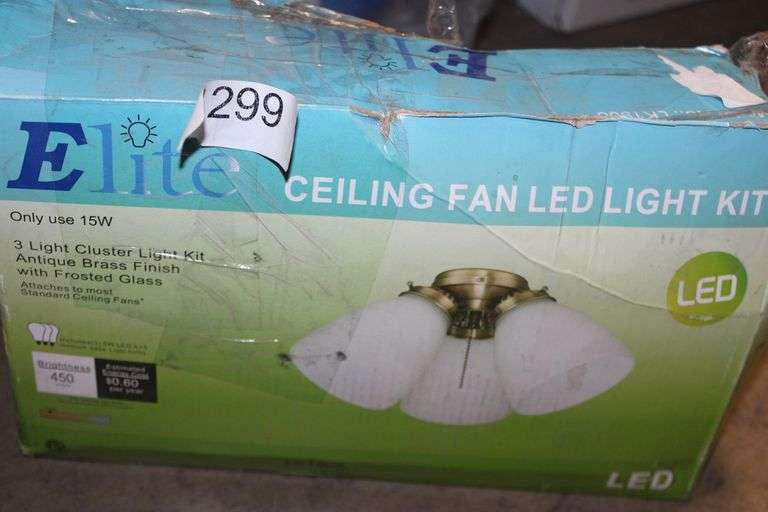 Elite
299
Elite
CEILING FAN LED LIGHT KIT
Only use 15W
3 Light Cluster Light Kit
Antique Brass Finish
with Frosted Glass
Attaches to most
Standard Ceiling Fans*
LED
Brightness
450
Estimated
Energy Cost
$0.60
per year
LED